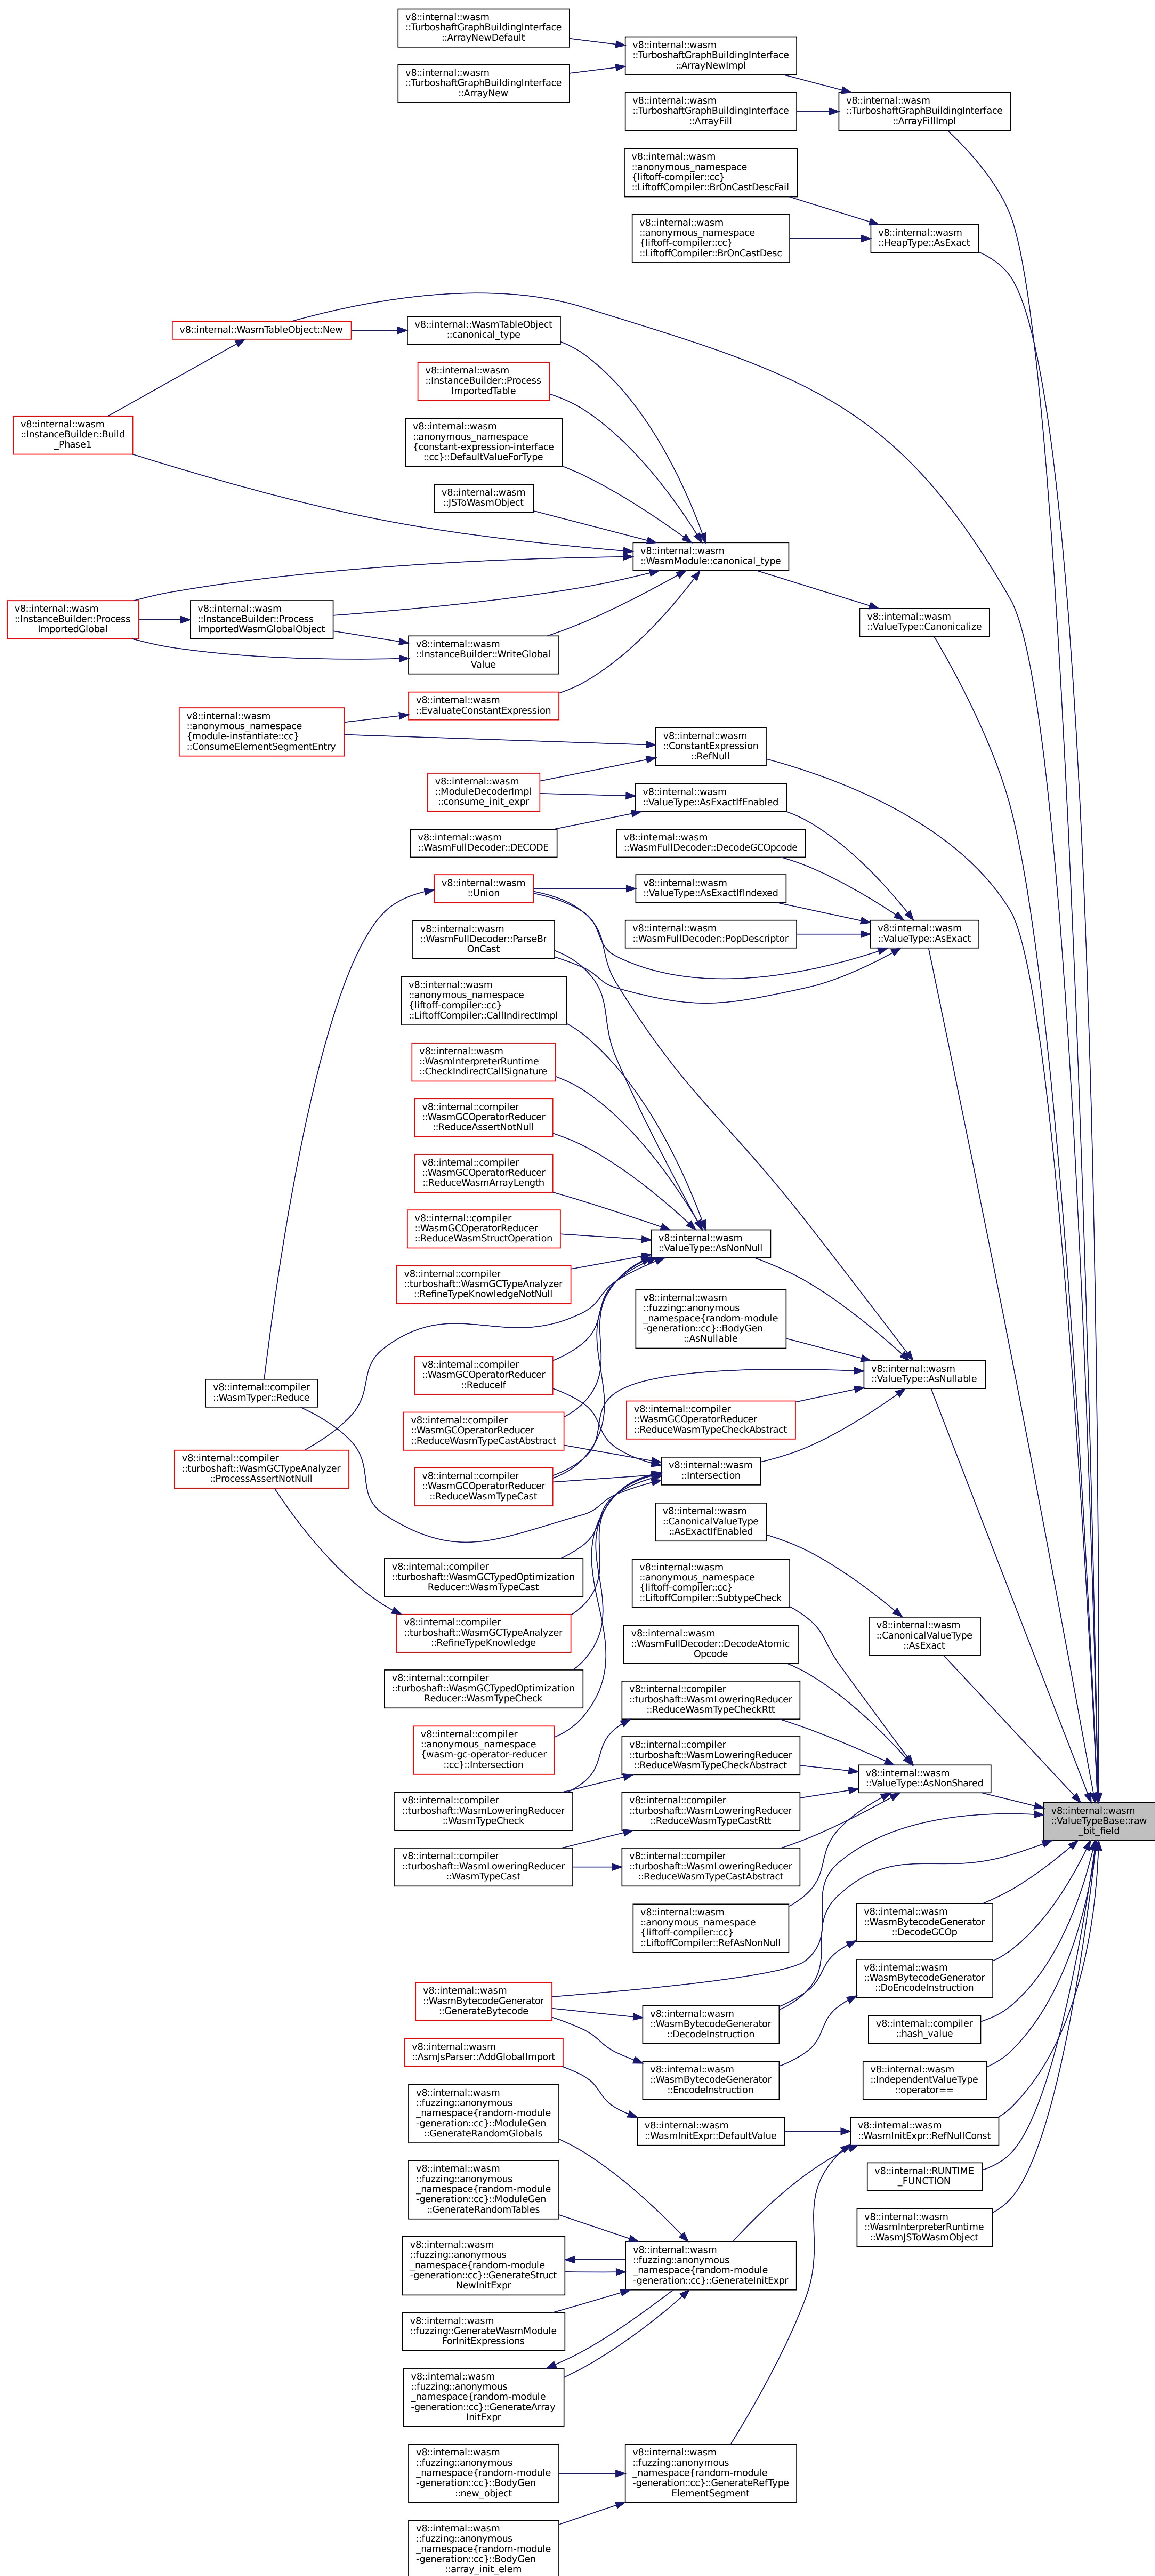 v8::internal::wasm
::TurboshaftGraphBuildingInterface
::ArrayNewDefault
v8::internal::wasm
::TurboshaftGraphBuildingInterface
::ArrayNewImpl
v8::internal::wasm
::TurboshaftGraphBuildingInterface
::ArrayNew
v8::internal::wasm
::TurboshaftGraphBuildingInterface
::ArrayFill
v8::internal::wasm
::TurboshaftGraphBuildingInterface
::ArrayFillImpl
v8::internal::wasm
::anonymous_namespace
{liftoff-compiler::cc}
::LiftoffCompiler::BrOnCastDescFail
v8::internal::wasm
::anonymous_namespace
{liftoff-compiler::cc}
::LiftoffCompiler::BrOnCastDesc
v8::internal::wasm
::HeapType::AsExact
v8::internal::WasmTableObject::New
v8::internal::WasmTableObject
::canonical_type
v8::internal::wasm
::InstanceBuilder::Process
ImportedTable
v8::internal::wasm
::InstanceBuilder::Build
_Phase1
v8::internal::wasm
::anonymous_namespace
{constant-expression-interface
::cc}::DefaultValueForType
v8::internal::wasm
::JSToWasmObject
v8::internal::wasm
::WasmModule::canonical_type
v8::internal::wasm
::InstanceBuilder::Process
ImportedGlobal
v8::internal::wasm
::InstanceBuilder::Process
ImportedWasmGlobalObject
v8::internal::wasm
::ValueType::Canonicalize
v8::internal::wasm
::InstanceBuilder::WriteGlobal
Value
v8::internal::wasm
::EvaluateConstantExpression
v8::internal::wasm
::anonymous_namespace
{module-instantiate::cc}
::ConsumeElementSegmentEntry
v8::internal::wasm
::ConstantExpression
::RefNull
v8::internal::wasm
::ModuleDecoderImpl
::consume_init_expr
v8::internal::wasm
::ValueType::AsExactIfEnabled
v8::internal::wasm
::WasmFullDecoder::DECODE
v8::internal::wasm
::WasmFullDecoder::DecodeGCOpcode
v8::internal::wasm
::Union
v8::internal::wasm
::ValueType::AsExactIfIndexed
v8::internal::wasm
::WasmFullDecoder::ParseBr
OnCast
v8::internal::wasm
::WasmFullDecoder::PopDescriptor
v8::internal::wasm
::ValueType::AsExact
v8::internal::wasm
::anonymous_namespace
{liftoff-compiler::cc}
::LiftoffCompiler::CallIndirectImpl
v8::internal::wasm
::WasmInterpreterRuntime
::CheckIndirectCallSignature
v8::internal::compiler
::WasmGCOperatorReducer
::ReduceAssertNotNull
v8::internal::compiler
::WasmGCOperatorReducer
::ReduceWasmArrayLength
v8::internal::compiler
::WasmGCOperatorReducer
::ReduceWasmStructOperation
v8::internal::wasm
::ValueType::AsNonNull
v8::internal::compiler
::turboshaft::WasmGCTypeAnalyzer
::RefineTypeKnowledgeNotNull
v8::internal::wasm
::fuzzing::anonymous
_namespace{random-module
-generation::cc}::BodyGen
::AsNullable
v8::internal::compiler
::WasmGCOperatorReducer
::ReduceIf
v8::internal::wasm
::ValueType::AsNullable
v8::internal::compiler
::WasmTyper::Reduce
v8::internal::compiler
::WasmGCOperatorReducer
::ReduceWasmTypeCastAbstract
v8::internal::compiler
::WasmGCOperatorReducer
::ReduceWasmTypeCheckAbstract
v8::internal::compiler
::turboshaft::WasmGCTypeAnalyzer
::ProcessAssertNotNull
v8::internal::compiler
::WasmGCOperatorReducer
::ReduceWasmTypeCast
v8::internal::wasm
::Intersection
v8::internal::wasm
::CanonicalValueType
::AsExactIfEnabled
v8::internal::compiler
::turboshaft::WasmGCTypedOptimization
Reducer::WasmTypeCast
v8::internal::wasm
::anonymous_namespace
{liftoff-compiler::cc}
::LiftoffCompiler::SubtypeCheck
v8::internal::compiler
::turboshaft::WasmGCTypeAnalyzer
::RefineTypeKnowledge
v8::internal::wasm
::WasmFullDecoder::DecodeAtomic
Opcode
v8::internal::wasm
::CanonicalValueType
::AsExact
v8::internal::compiler
::turboshaft::WasmGCTypedOptimization
Reducer::WasmTypeCheck
v8::internal::compiler
::turboshaft::WasmLoweringReducer
::ReduceWasmTypeCheckRtt
v8::internal::compiler
::anonymous_namespace
{wasm-gc-operator-reducer
::cc}::Intersection
v8::internal::compiler
::turboshaft::WasmLoweringReducer
::ReduceWasmTypeCheckAbstract
v8::internal::wasm
::ValueType::AsNonShared
v8::internal::compiler
::turboshaft::WasmLoweringReducer
::WasmTypeCheck
v8::internal::compiler
::turboshaft::WasmLoweringReducer
::ReduceWasmTypeCastRtt
v8::internal::wasm
::ValueTypeBase::raw
_bit_field
v8::internal::compiler
::turboshaft::WasmLoweringReducer
::WasmTypeCast
v8::internal::compiler
::turboshaft::WasmLoweringReducer
::ReduceWasmTypeCastAbstract
v8::internal::wasm
::anonymous_namespace
{liftoff-compiler::cc}
::LiftoffCompiler::RefAsNonNull
v8::internal::wasm
::WasmBytecodeGenerator
::DecodeGCOp
v8::internal::wasm
::WasmBytecodeGenerator
::DoEncodeInstruction
v8::internal::wasm
::WasmBytecodeGenerator
::GenerateBytecode
v8::internal::wasm
::WasmBytecodeGenerator
::DecodeInstruction
v8::internal::compiler
::hash_value
v8::internal::wasm
::AsmJsParser::AddGlobalImport
v8::internal::wasm
::WasmBytecodeGenerator
::EncodeInstruction
v8::internal::wasm
::IndependentValueType
::operator==
v8::internal::wasm
::fuzzing::anonymous
_namespace{random-module
-generation::cc}::ModuleGen
::GenerateRandomGlobals
v8::internal::wasm
::WasmInitExpr::DefaultValue
v8::internal::wasm
::WasmInitExpr::RefNullConst
v8::internal::wasm
::fuzzing::anonymous
_namespace{random-module
-generation::cc}::ModuleGen
::GenerateRandomTables
v8::internal::RUNTIME
_FUNCTION
v8::internal::wasm
::WasmInterpreterRuntime
::WasmJSToWasmObject
v8::internal::wasm
::fuzzing::anonymous
_namespace{random-module
-generation::cc}::GenerateStruct
NewInitExpr
v8::internal::wasm
::fuzzing::anonymous
_namespace{random-module
-generation::cc}::GenerateInitExpr
v8::internal::wasm
::fuzzing::GenerateWasmModule
ForInitExpressions
v8::internal::wasm
::fuzzing::anonymous
_namespace{random-module
-generation::cc}::GenerateArray
InitExpr
v8::internal::wasm
::fuzzing::anonymous
_namespace{random-module
-generation::cc}::BodyGen
::new_object
v8::internal::wasm
::fuzzing::anonymous
_namespace{random-module
-generation::cc}::GenerateRefType
ElementSegment
v8::internal::wasm
::fuzzing::anonymous
_namespace{random-module
-generation::cc}::BodyGen
::array_init_elem